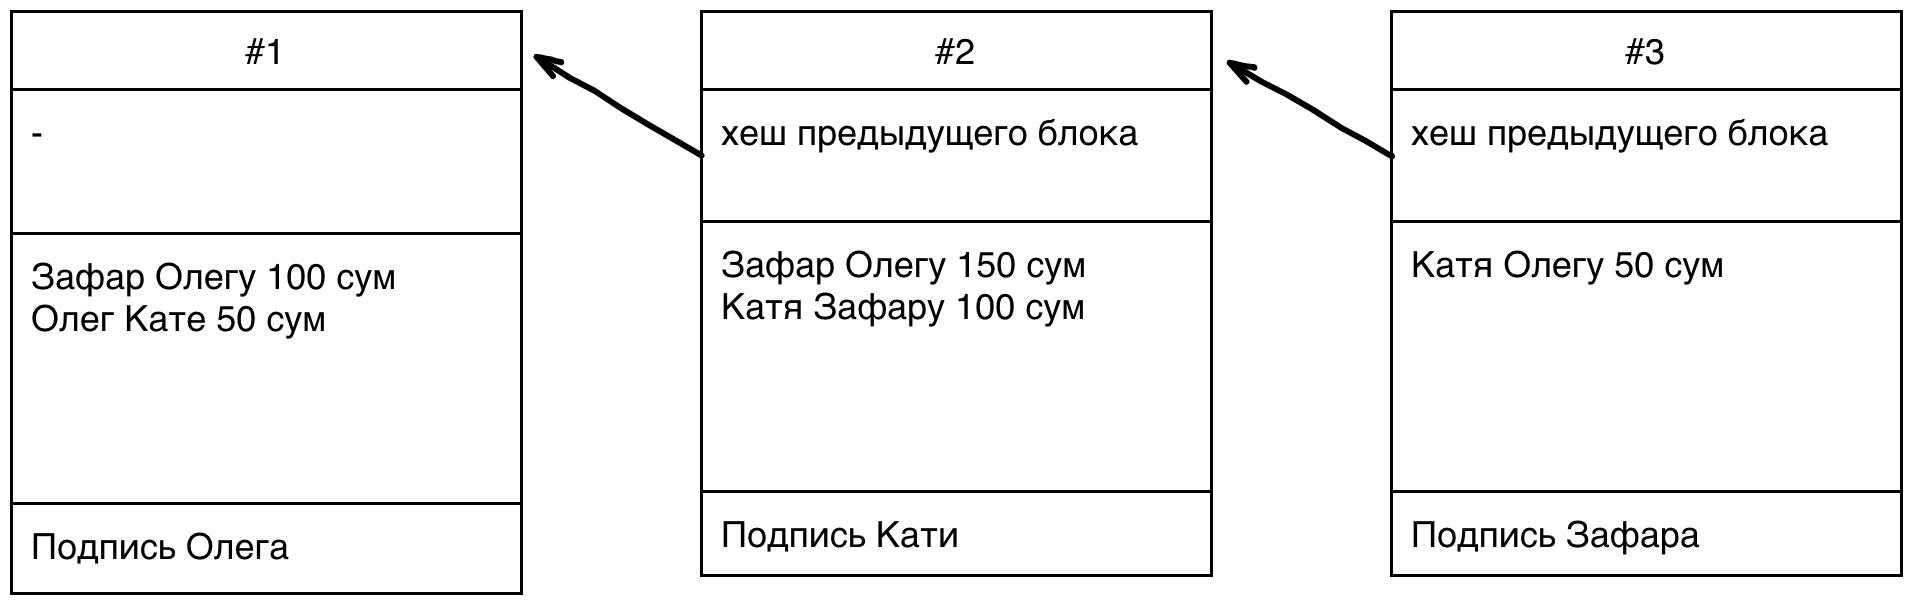 #1
-
Зафар Олегу 100 сум
Олег Кате 50 сум
Подпись Олега
#2
хеш предыдущего блока
Зафар Олегу 150 сум
Катя Зафару 100 сум
Подпись Кати
#3
хеш предыдущего блока
Катя Олегу 50 сум
Подпись Зафара